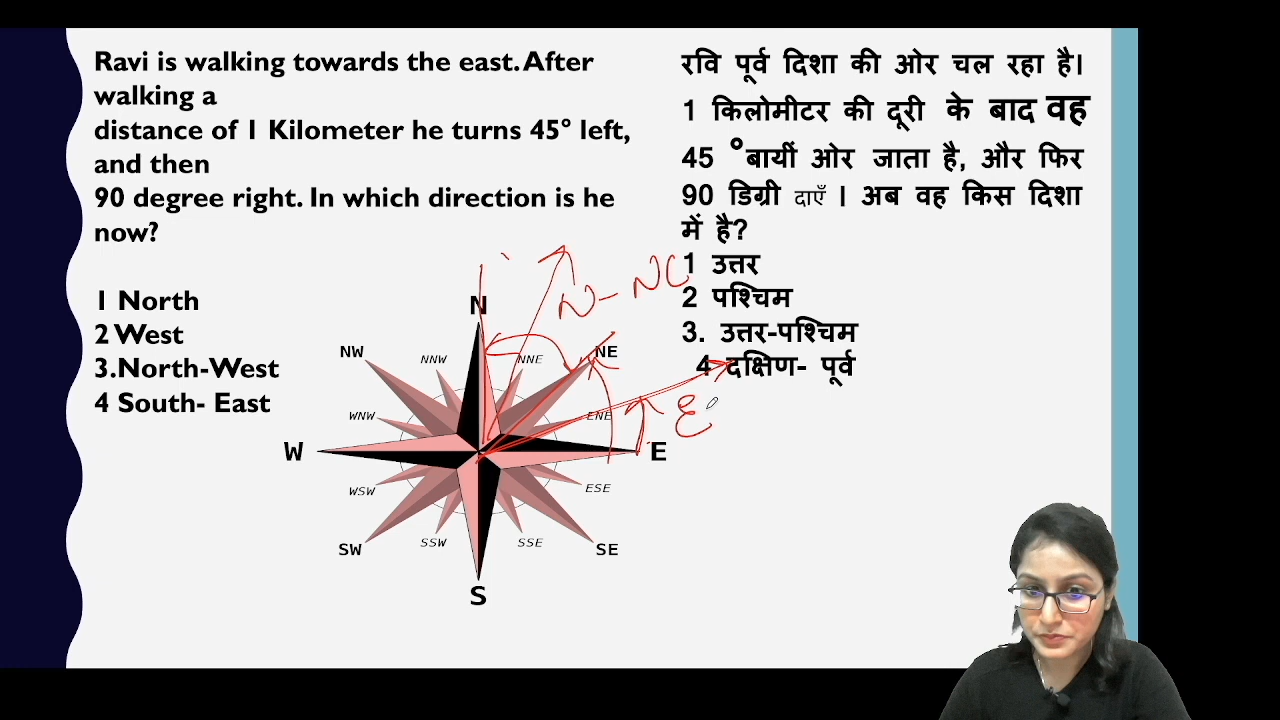 Ravi is walking towards the east. After
walking a
distance of 1 Kilometer he turns 45° left,
and then
90 degree right. In which direction is he
now?
1 North
2 West
3.North-West
4 South- East
रवि पूर्व दिशा की ओर चल रहा है।
1 किलोमीटर की दूरी के बाद वह
45 °बायीं ओर जाता है, और फिर
90 डिग्री दाएँ । अब वह किस दिशा
में है?
1 उत्तर
2 पश्चिम
3. उत्तर-पश्चिम
4 दक्षिण- पूर्व
N
N-
NW
NNW
NNE
NE
WNW
ENE
W
E
E
WSW
ESE
SW
SSW
SSE
SE
S